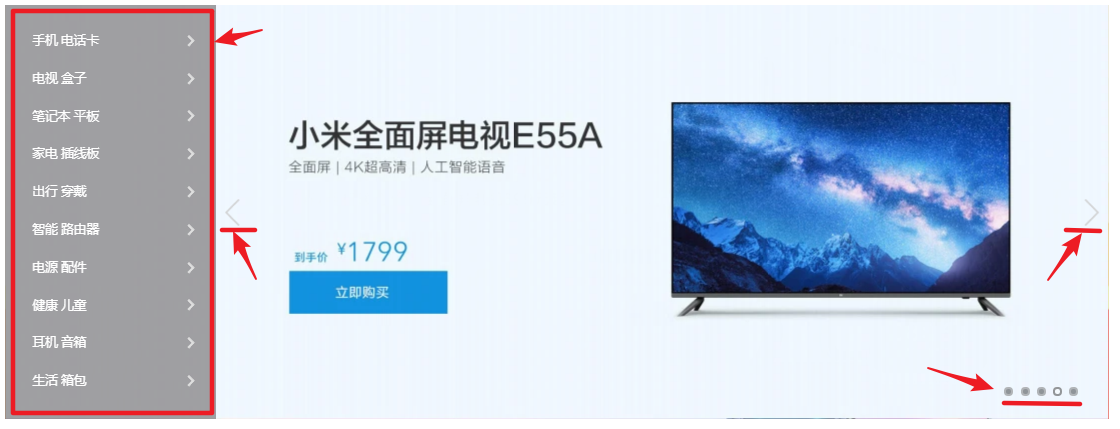 手机 电话卡
电视 盒子
笔记本 平板
家电 插线板
出行 穿戴
智能 路由器
电源 配件
健康 儿童
耳机 音箱
生活 箱包
小米全面屏电视E55A
全面屏 | 4K超高清 | 人工智能语音
到手价 ¥1799
立即购买